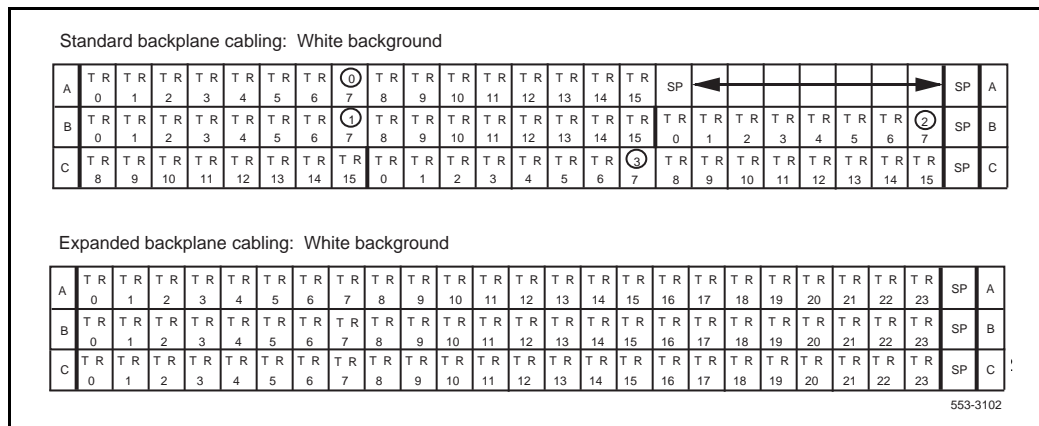 Standard backplane cabling: White background
A T R T R T R T R T R T R T R 0 T R T R T R T R T R T R T R T R SP SP A
0 1 2 3 4 5 6 7 8 9 10 11 12 13 14 15
B T R T R T R T R T R T R T R 1 T R T R T R T R T R T R T R T R T R T R T R T R T R T R T R 2 SP B
0 1 2 3 4 5 6 7 8 9 10 11 12 13 14 15 0 1 2 3 4 5 6 7
C T R T R T R T R T R T R T R T R T R T R T R T R T R T R T R 3 T R T R T R T R T R T R T R T R SP C
8 9 10 11 12 13 14 15 0 1 2 3 4 5 6 7 8 9 10 11 12 13 14 15
Expanded backplane cabling: White background
A T R T R T R T R T R T R T R T R T R T R T R T R T R T R T R T R T R T R T R T R T R T R T R T R SP A
0 1 2 3 4 5 6 7 8 9 10 11 12 13 14 15 16 17 18 19 20 21 22 23
B T R T R T R T R T R T R T R T R T R T R T R T R T R T R T R T R T R T R T R T R T R T R T R T R SP B
0 1 2 3 4 5 6 7 8 9 10 11 12 13 14 15 16 17 18 19 20 21 22 23
C T R T R T R T R T R T R T R T R T R T R T R T R T R T R T R T R T R T R T R T R T R T R T R T R SP C
0 1 2 3 4 5 6 7 8 9 10 11 12 13 14 15 16 17 18 19 20 21 22 23
553-3102